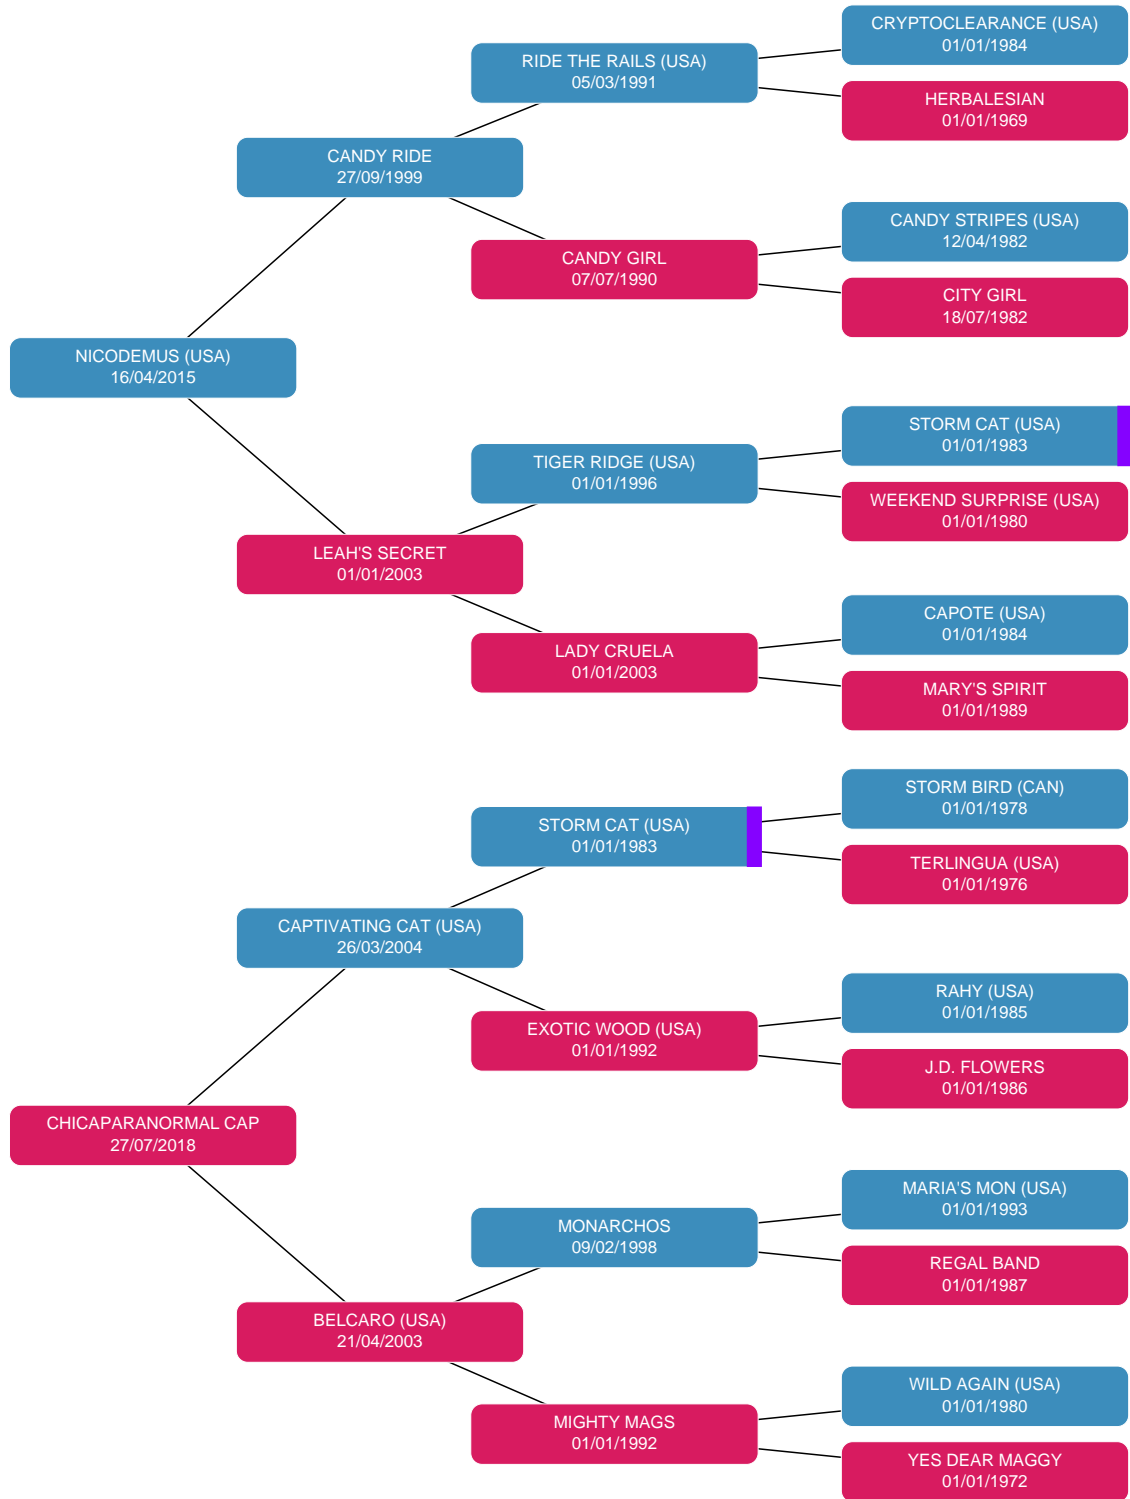 CRYPTOCLEARANCE (USA)
01/01/1984
RIDE THE RAILS (USA)
05/03/1991
HERBALESIAN
01/01/1969
CANDY RIDE
27/09/1999
CANDY STRIPES (USA)
12/04/1982
CANDY GIRL
07/07/1990
CITY GIRL
18/07/1982
NICODEMUS (USA)
16/04/2015
STORM CAT (USA)
01/01/1983
TIGER RIDGE (USA)
01/01/1996
WEEKEND SURPRISE (USA)
01/01/1980
LEAH'S SECRET
01/01/2003
CAPOTE (USA)
01/01/1984
LADY CRUELA
01/01/2003
MARY'S SPIRIT
01/01/1989
STORM BIRD (CAN)
01/01/1978
STORM CAT (USA)
01/01/1983
TERLINGUA (USA)
01/01/1976
CAPTIVATING CAT (USA)
26/03/2004
RAHY (USA)
01/01/1985
EXOTIC WOOD (USA)
01/01/1992
J.D. FLOWERS
01/01/1986
CHICAPARANORMAL CAP
27/07/2018
MARIA'S MON (USA)
01/01/1993
MONARCHOS
09/02/1998
REGAL BAND
01/01/1987
BELCARO (USA)
21/04/2003
WILD AGAIN (USA)
01/01/1980
MIGHTY MAGS
01/01/1992
YES DEAR MAGGY
01/01/1972